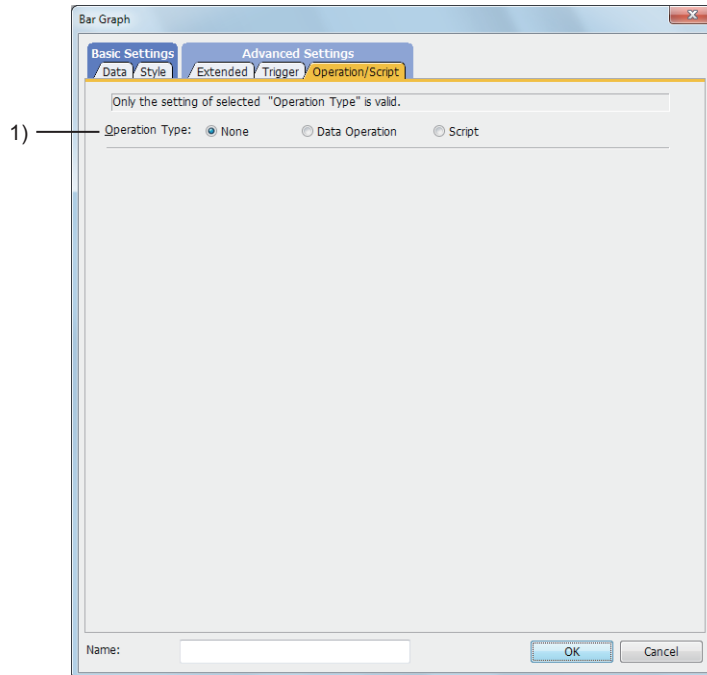 Bar Graph
x
Basic Settings
Advanced Settings
Data Style Extended Trigger Operation/Script
Only the setting of selected "Operation Type" is valid.
1)
Operation Type: None Data Operation Script
Name: OK Cancel